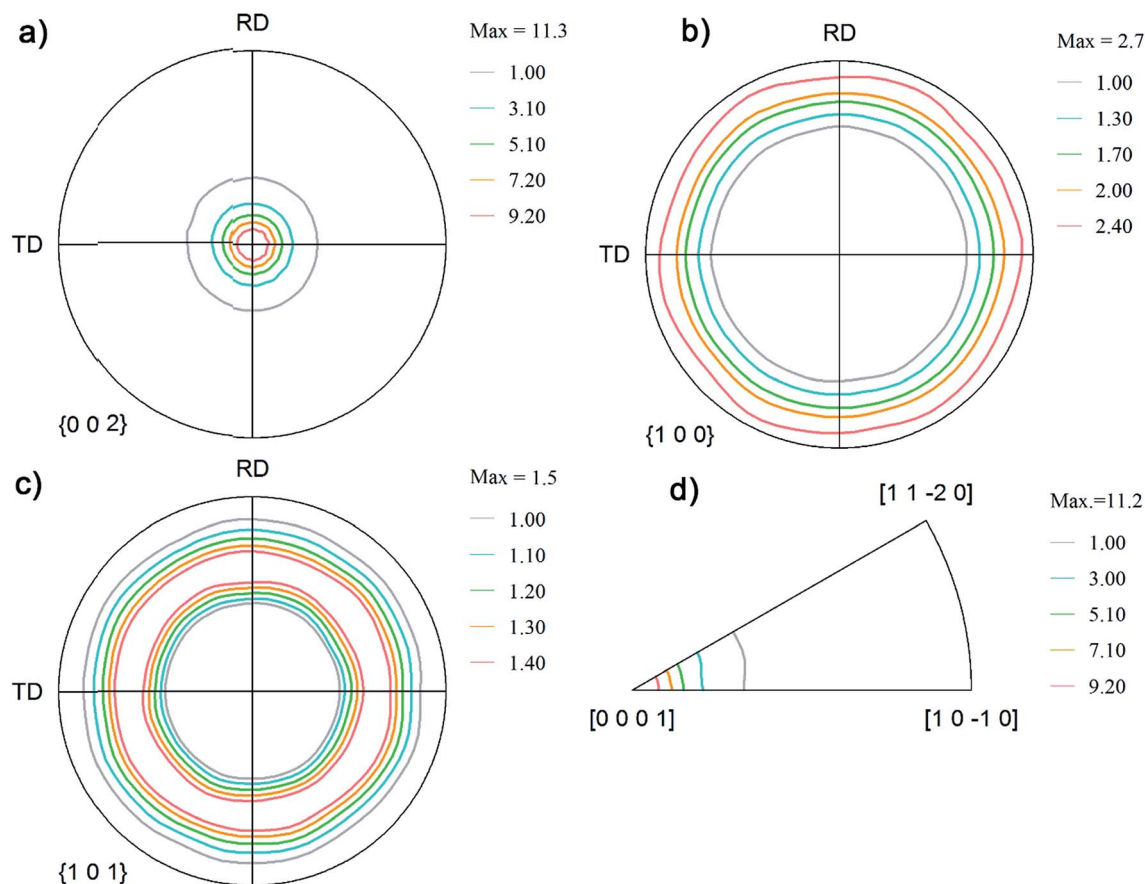 a)
RD
Max = 11.3
1.00
3.10
5.10
7.20
9.20
TD
{0 0 2}
b)
RD
Max = 2.7
1.00
1.30
1.70
2.00
2.40
TD
{1 0 0}
c)
RD
Max = 1.5
1.00
1.10
1.20
1.30
1.40
TD
{1 0 1}
d)
[1 1 -2 0]
Max.=11.2
1.00
3.00
5.10
7.10
9.20
[0 0 0 1]
[1 0 -1 0]